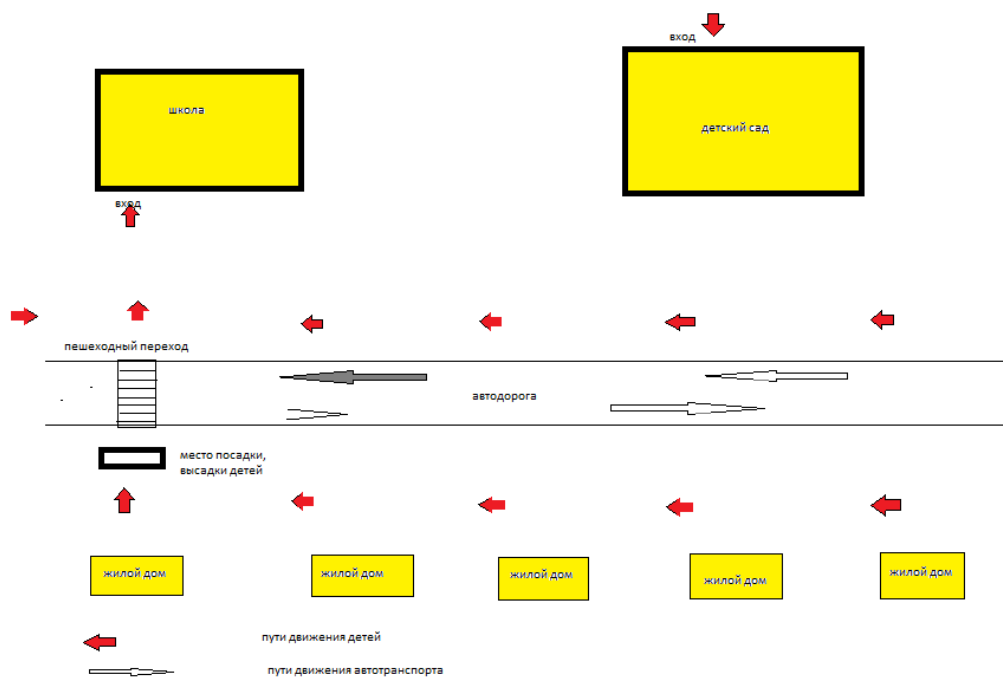 вход
школа
детский сад
вход
пешеходный переход
автодорога
место посадки,
высадки детей
жилой дом
жилой дом
жилой дом
жилой дом
жилой дом
пути движения детей
пути движения автотранспорта